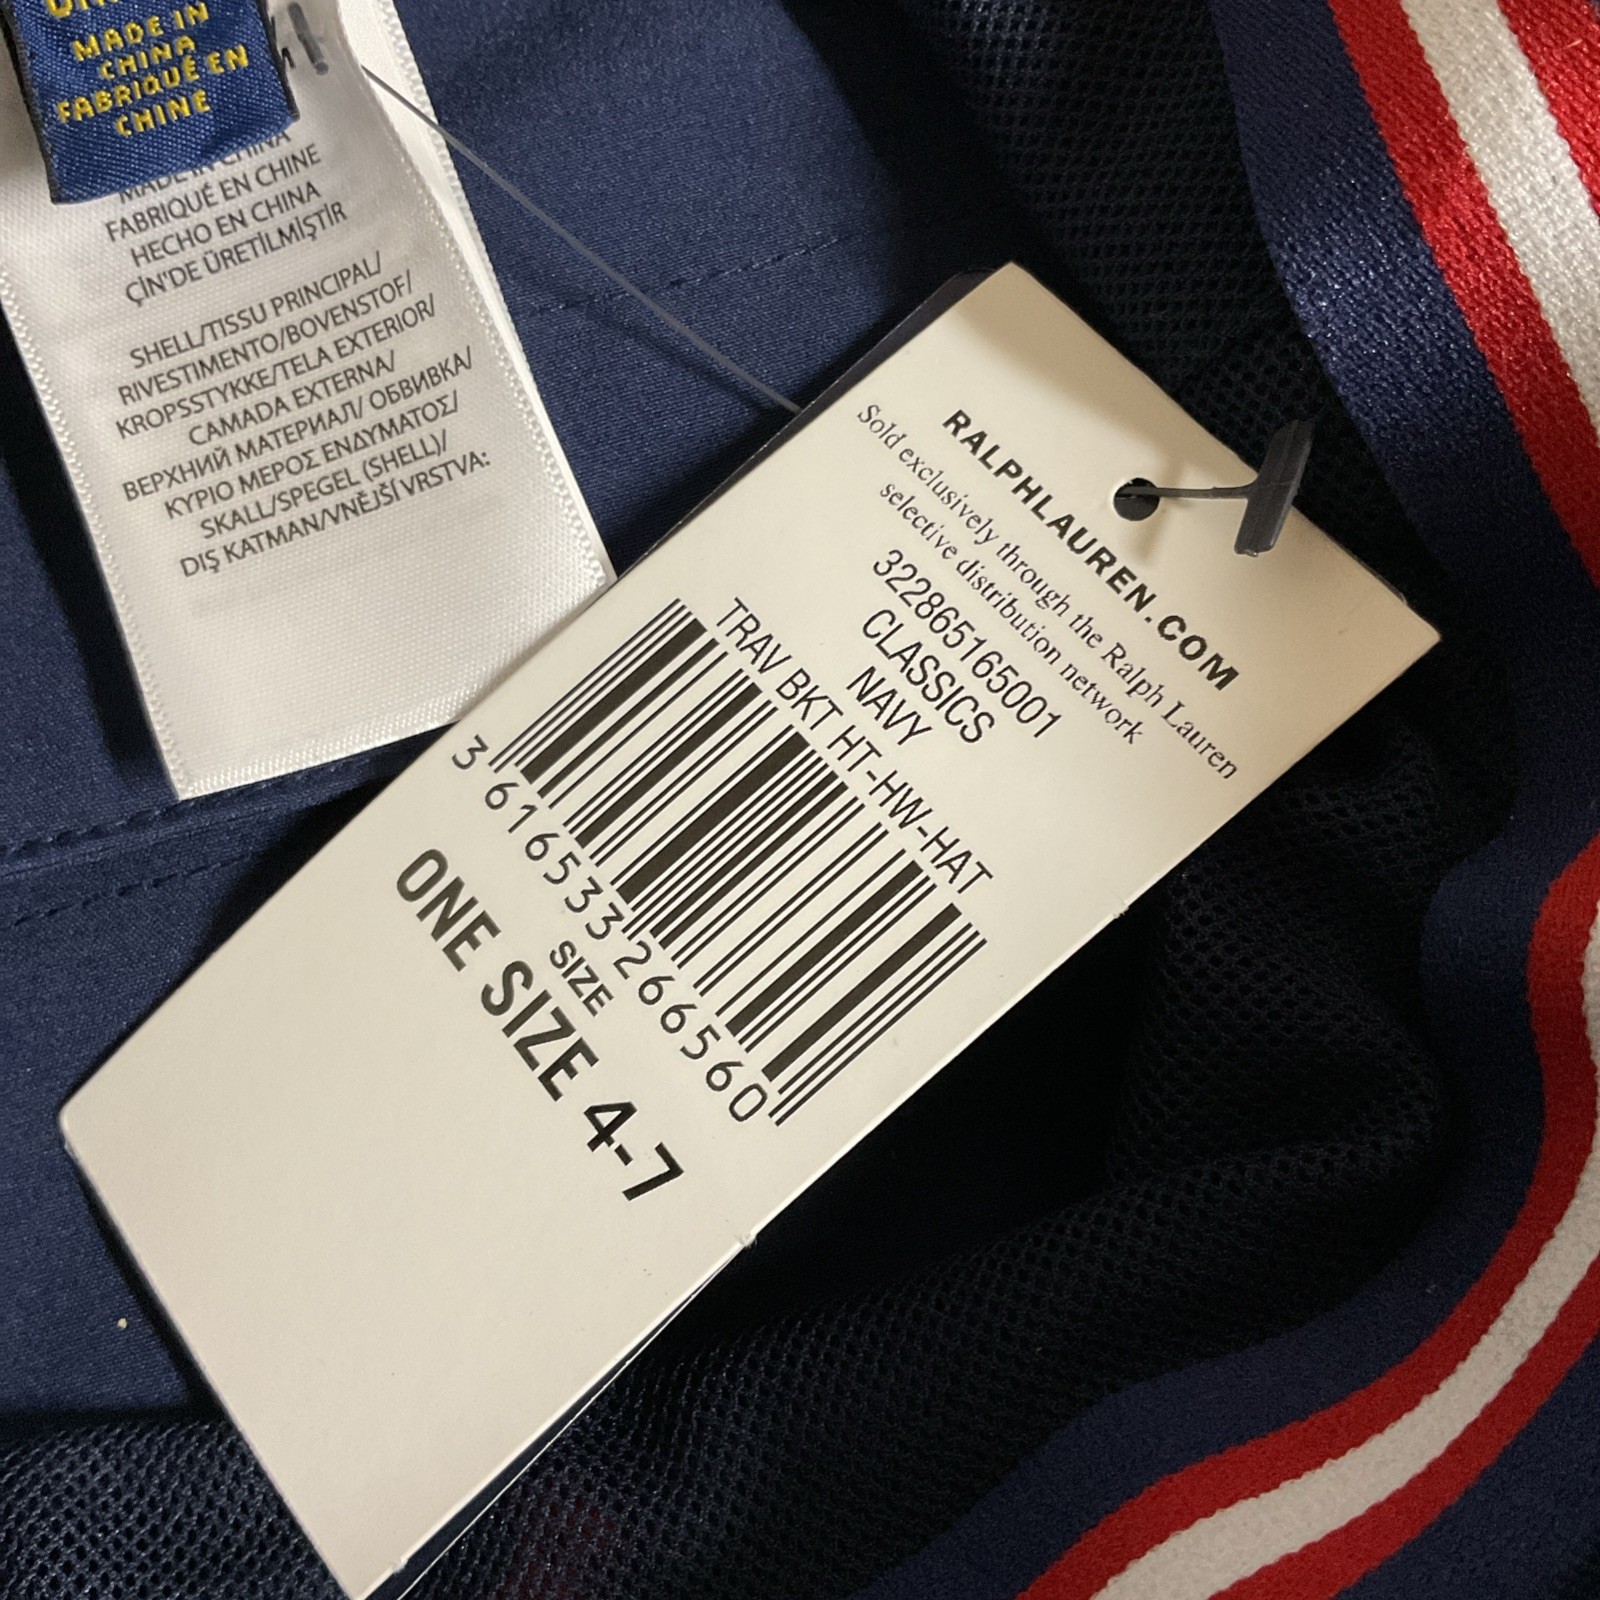 MADE IN
CHINA
FABRIQUÉ EN
CHINE
MADE IN CHINA
FABRIQUÉ EN CHINE
HECHO EN CHINA
ÇİN'DE ÜRETİLMİŞTİR
SHELL/TISSU PRINCIPAL/
RIVESTIMENTO/BOVENSTOF/
KROPSSTYKKE/TELA EXTERIOR/
CAMADA EXTERNA/
ВЕРХНИЙ МАТЕРИАЛ/ ОБВИВКА/
ΚΥΡΙΟ ΜΕΡΟΣ ΕΝΔΥΜΑΤΟΣ/
SKALL/SPEGEL (SHELL)/
DIŞ KATMAN/VNĚJŠÍ VRSTVA:
RALPHLAUREN.COM
Sold exclusively through the Ralph Lauren
selective distribution network
322865165001
CLASSICS
NAVY
TRAV BKT HT-HW-HAT
3 616533 266560
SIZE
ONE SIZE 4-7